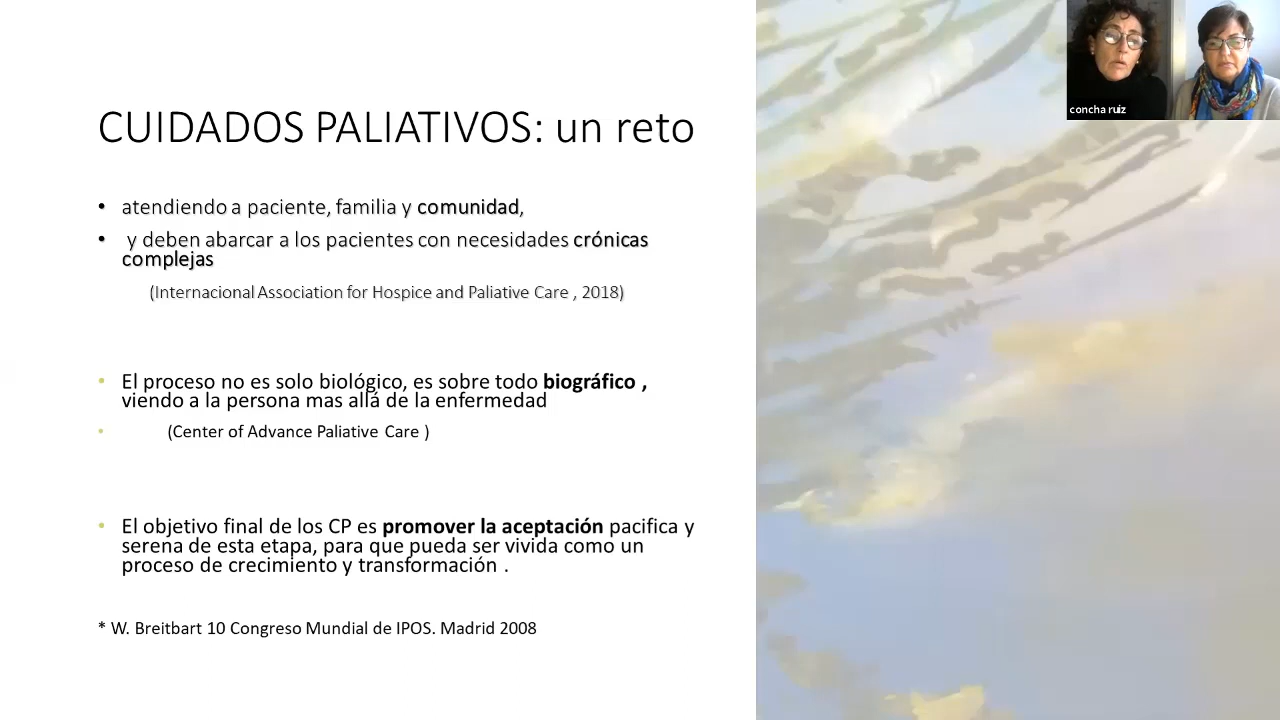 CUIDADOS PALIATIVOS: un reto
• atendiendo a paciente, familia y comunidad,
• y deben abarcar a los pacientes con necesidades crónicas
complejas
(Internacional Association for Hospice and Paliative Care , 2018)
• El proceso no es solo biológico, es sobre todo biográfico ,
viendo a la persona mas allá de la enfermedad
• (Center of Advance Paliative Care )
• El objetivo final de los CP es promover la aceptación pacifica y
serena de esta etapa, para que pueda ser vivida como un
proceso de crecimiento y transformación .
* W. Breitbart 10 Congreso Mundial de IPOS. Madrid 2008
concha ruiz